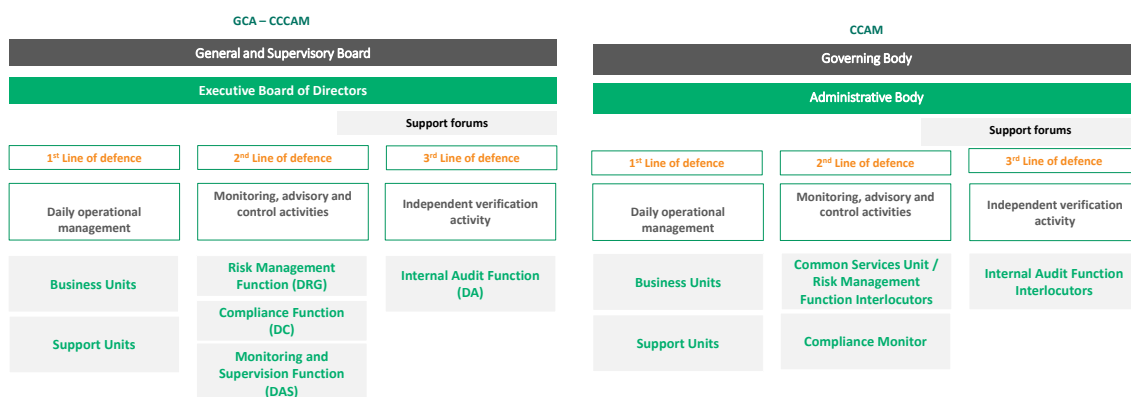 GCA – CCCAM
General and Supervisory Board
Executive Board of Directors
Support forums
1st Line of defence
2nd Line of defence
3rd Line of defence
Daily operational
management
Monitoring, advisory and
control activities
Independent verification
activity
Business Units
Support Units
Risk Management
Function (DRG)
Compliance Function
(DC)
Monitoring and
Supervision Function
(DAS)
Internal Audit Function
(DA)
CCAM
Governing Body
Administrative Body
Support forums
1st Line of defence
2nd Line of defence
3rd Line of defence
Daily operational
management
Monitoring, advisory and
control activities
Independent verification
activity
Business Units
Support Units
Common Services Unit /
Risk Management
Function Interlocutors
Compliance Monitor
Internal Audit Function
Interlocutors